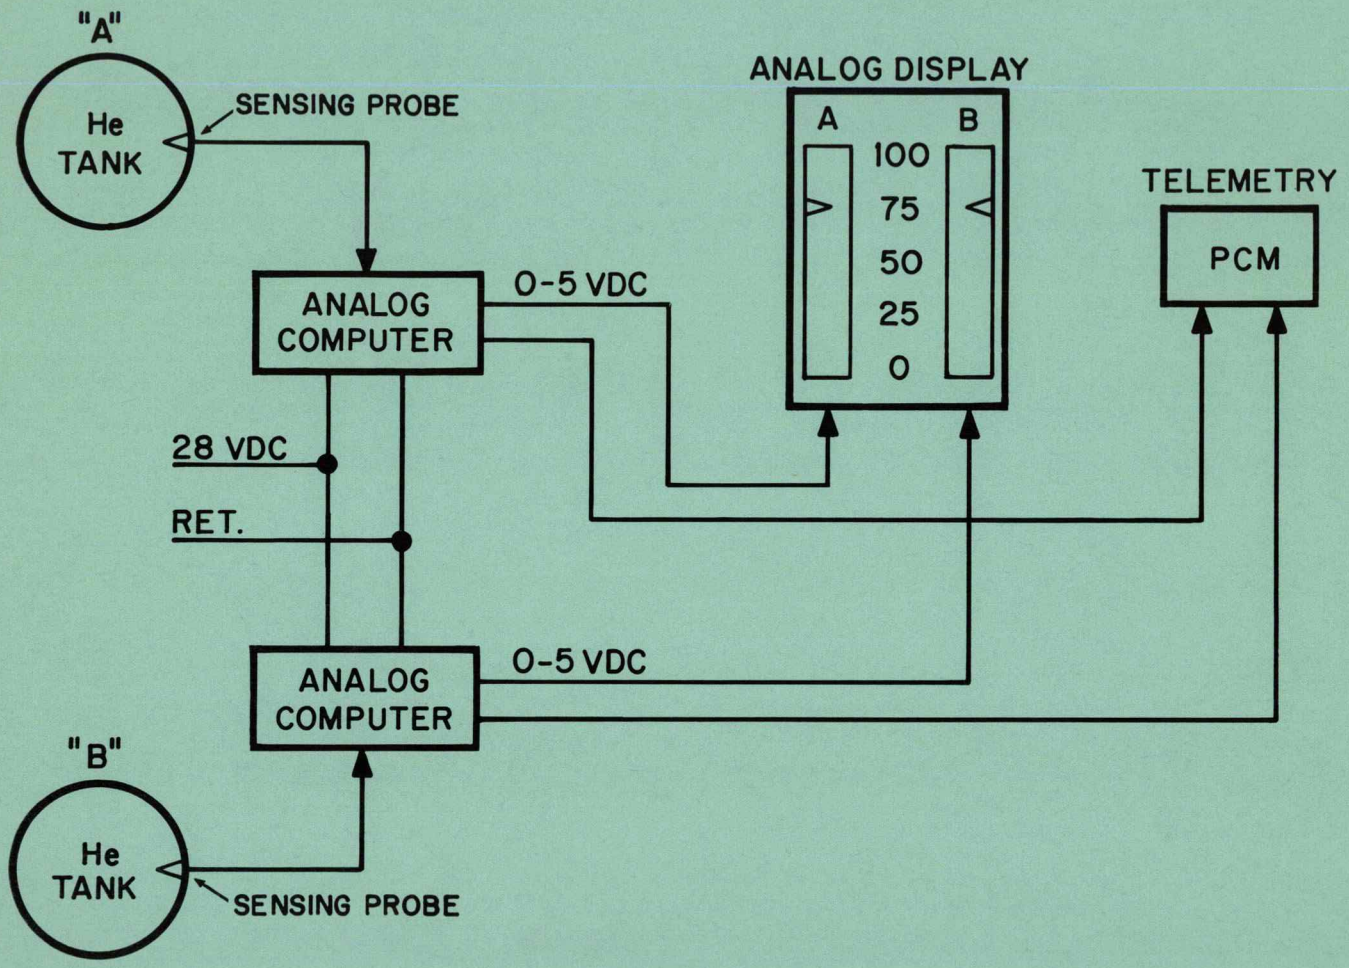 "A"
He
TANK
SENSING PROBE
ANALOG
COMPUTER
0-5 VDC
28 VDC
RET.
ANALOG
COMPUTER
0-5 VDC
"B"
He
TANK
SENSING PROBE
ANALOG DISPLAY
A
B
100
75
50
25
0
TELEMETRY
PCM